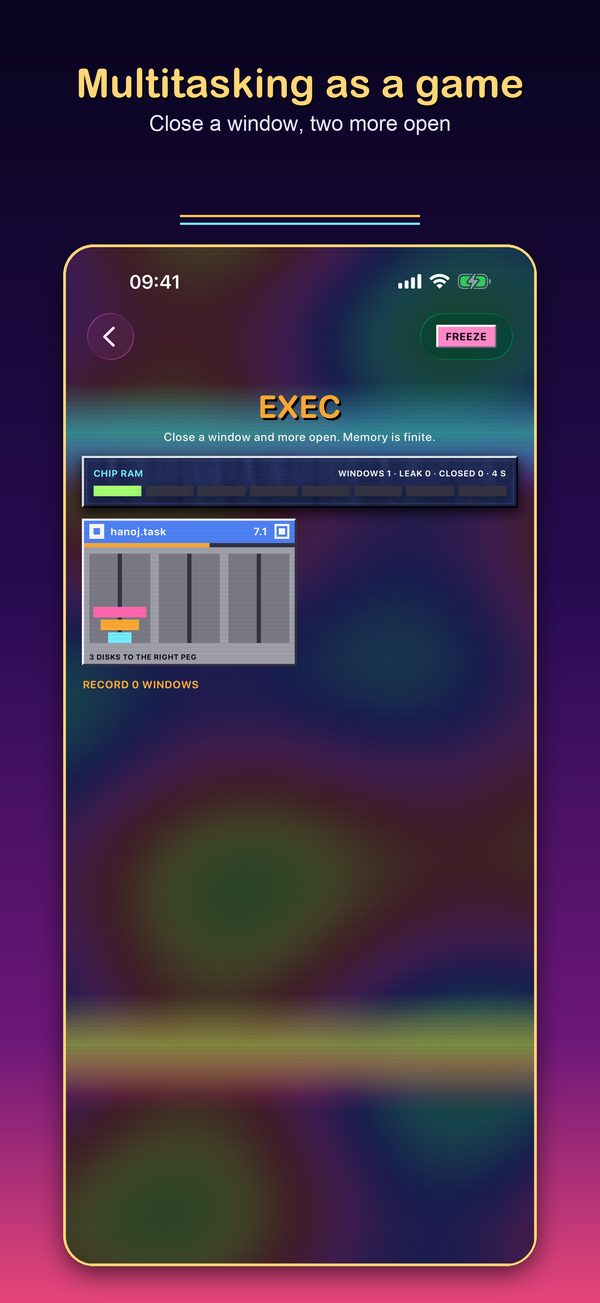 Multitasking as a game
Close a window, two more open
09:41
FREEZE
EXEC
Close a window and more open. Memory is finite.
CHIP RAM
WINDOWS 1 · LEAK 0 · CLOSED 0 · 4 S
hanoj.task 7.1
3 DISKS TO THE RIGHT PEG
RECORD 0 WINDOWS